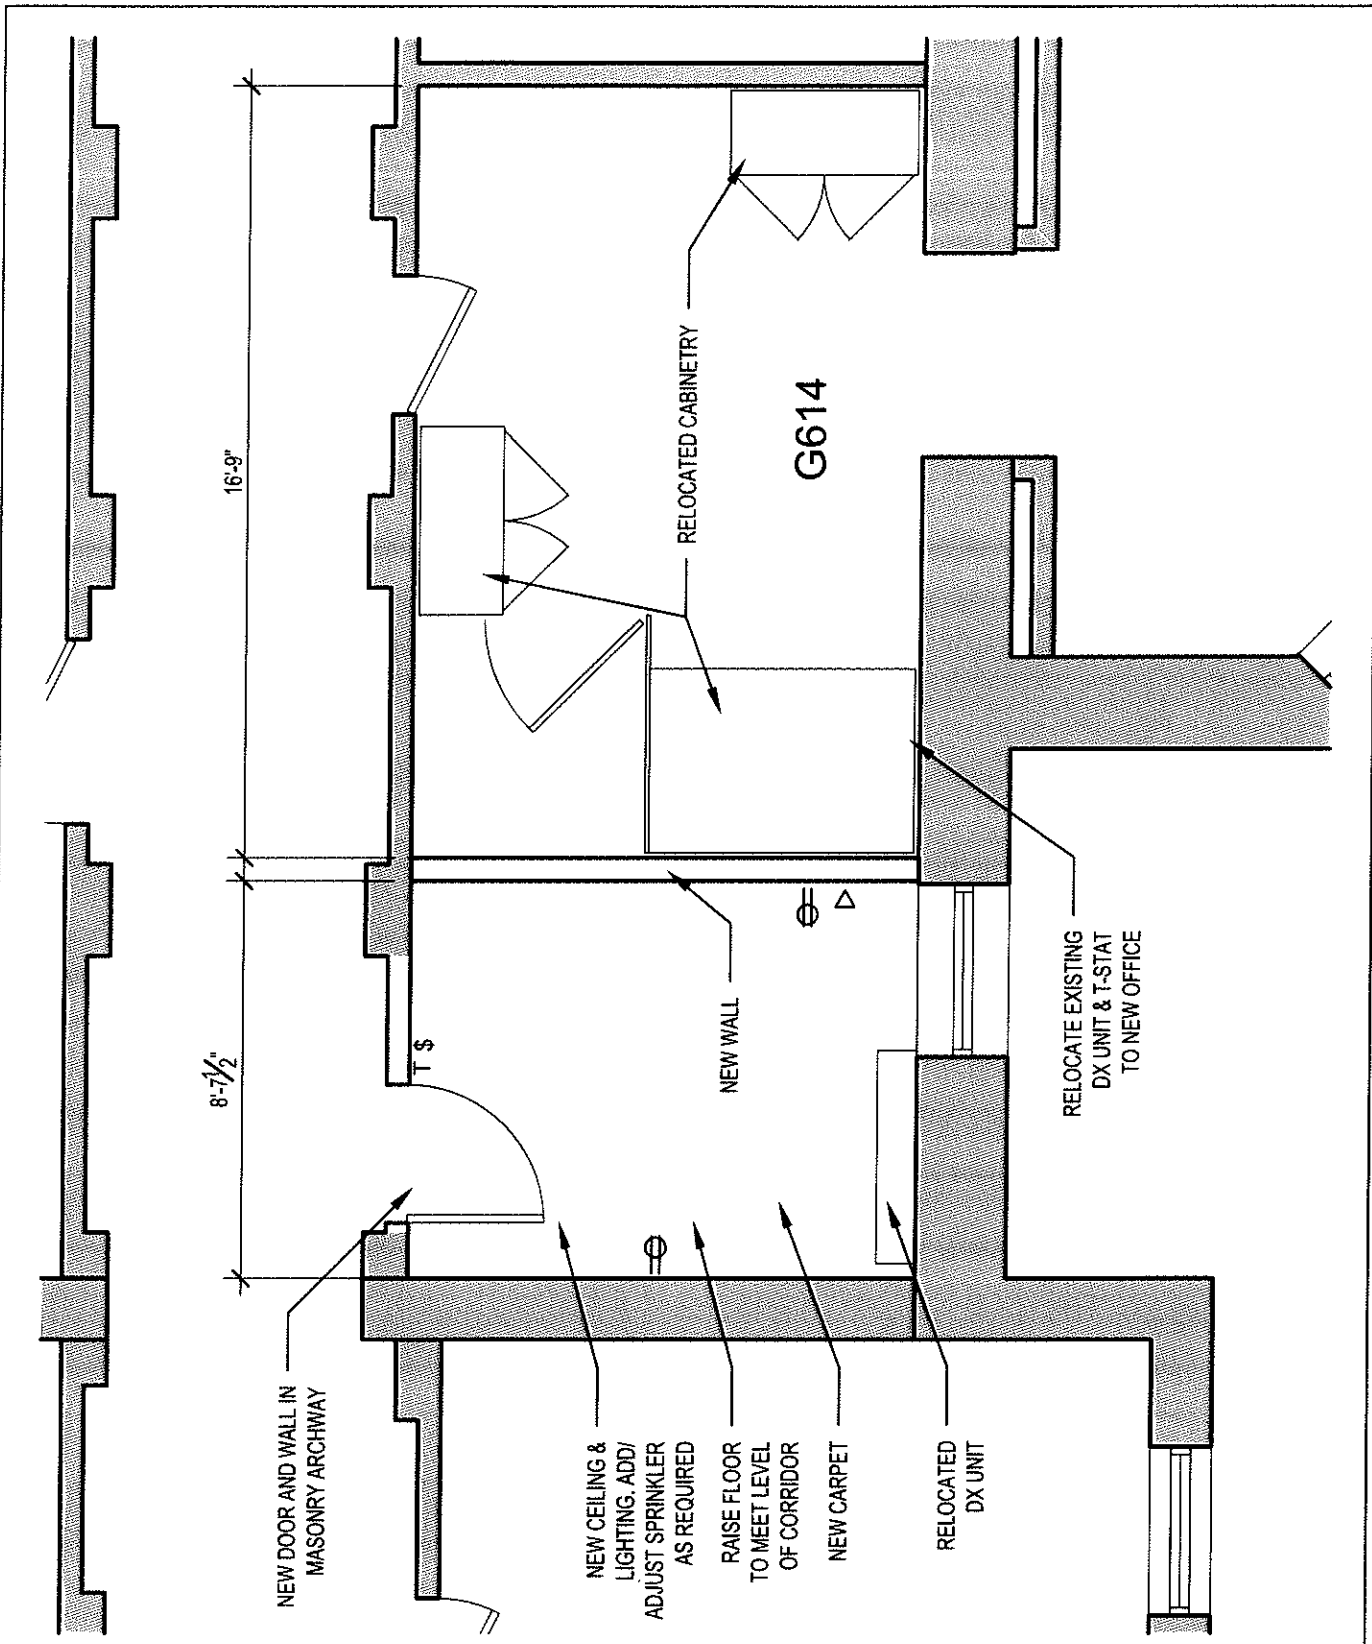 8'-7½"
16'-9"
NEW DOOR AND WALL IN
MASONRY ARCHWAY
T $
NEW CEILING &
LIGHTING. ADD/
ADJUST SPRINKLER
AS REQUIRED
RAISE FLOOR
TO MEET LEVEL
OF CORRIDOR
NEW CARPET
RELOCATED
DX UNIT
NEW WALL
RELOCATED CABINETRY
G614
RELOCATE EXISTING
DX UNIT & T-STAT
TO NEW OFFICE